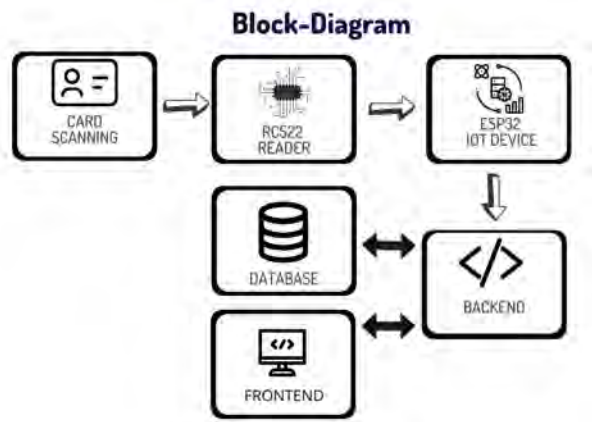 Block-Diagram
CARD
SCANNING
RC522
READER
ESP32
IOT DEVICE
DATABASE
</>
BACKEND
</>
FRONTEND